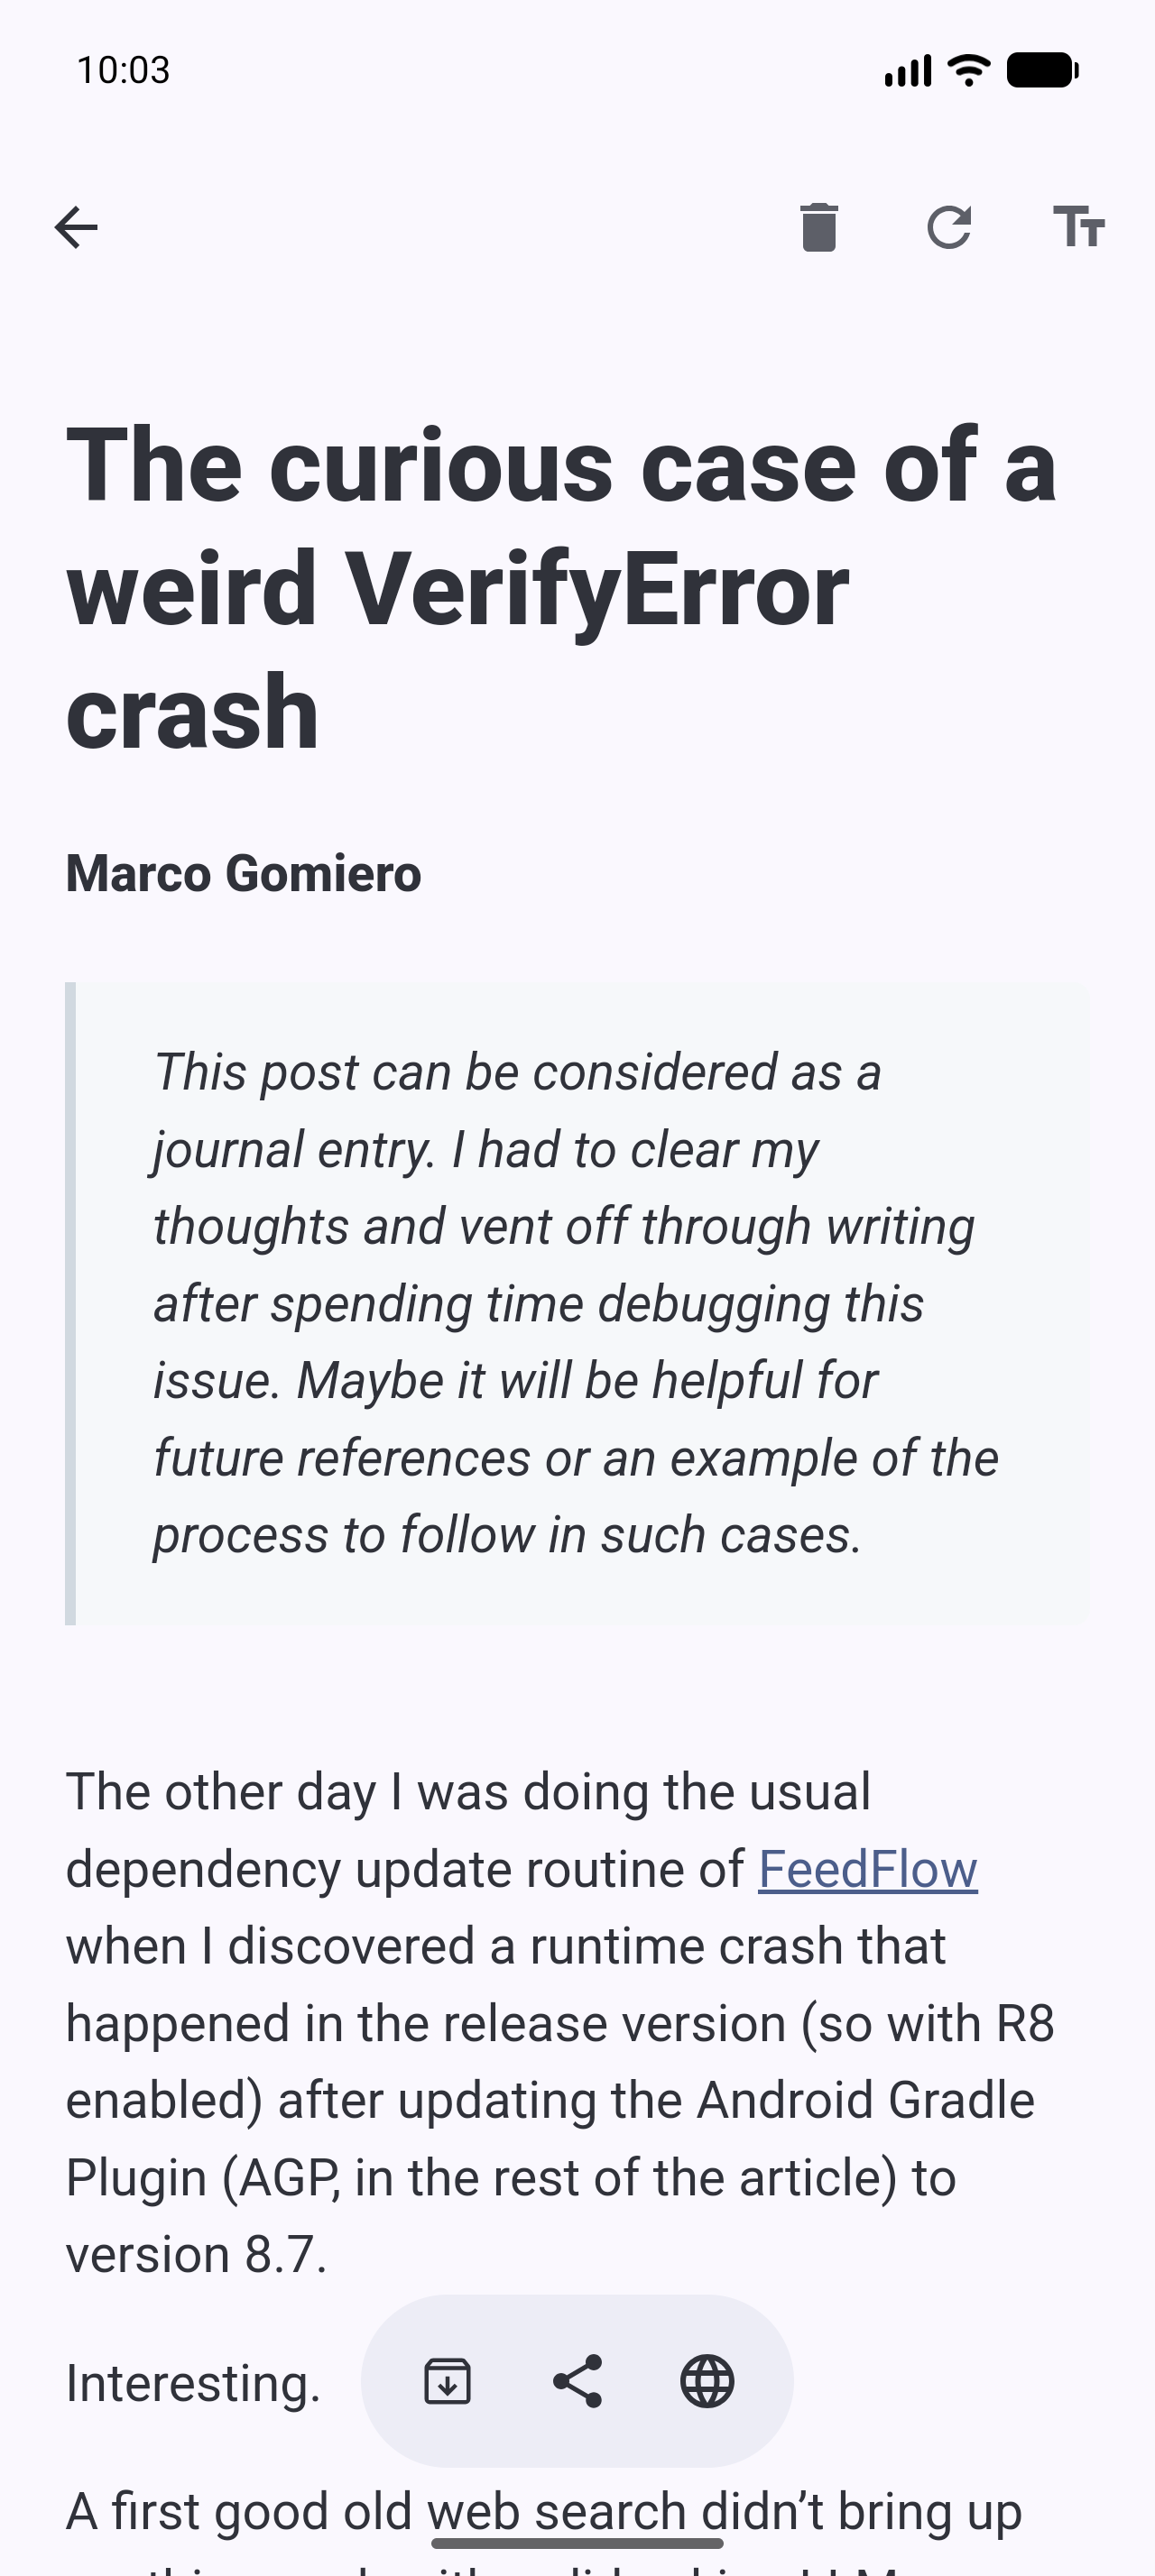 10:03
The curious case of a
weird VerifyError
crash
Marco Gomiero
This post can be considered as a
journal entry. I had to clear my
thoughts and vent off through writing
after spending time debugging this
issue. Maybe it will be helpful for
future references or an example of the
process to follow in such cases.
The other day I was doing the usual
dependency update routine of FeedFlow
when I discovered a runtime crash that
happened in the release version (so with R8
enabled) after updating the Android Gradle
Plugin (AGP, in the rest of the article) to
version 8.7.
Interesting.
A first good old web search didn’t bring up